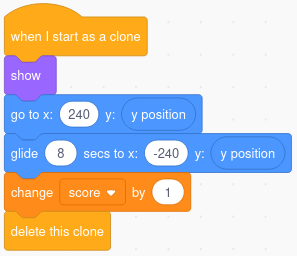 when I start as a clone
show
go to x: 240 y: y position
glide 8 secs to x: -240 y: y position
change score by 1
delete this clone